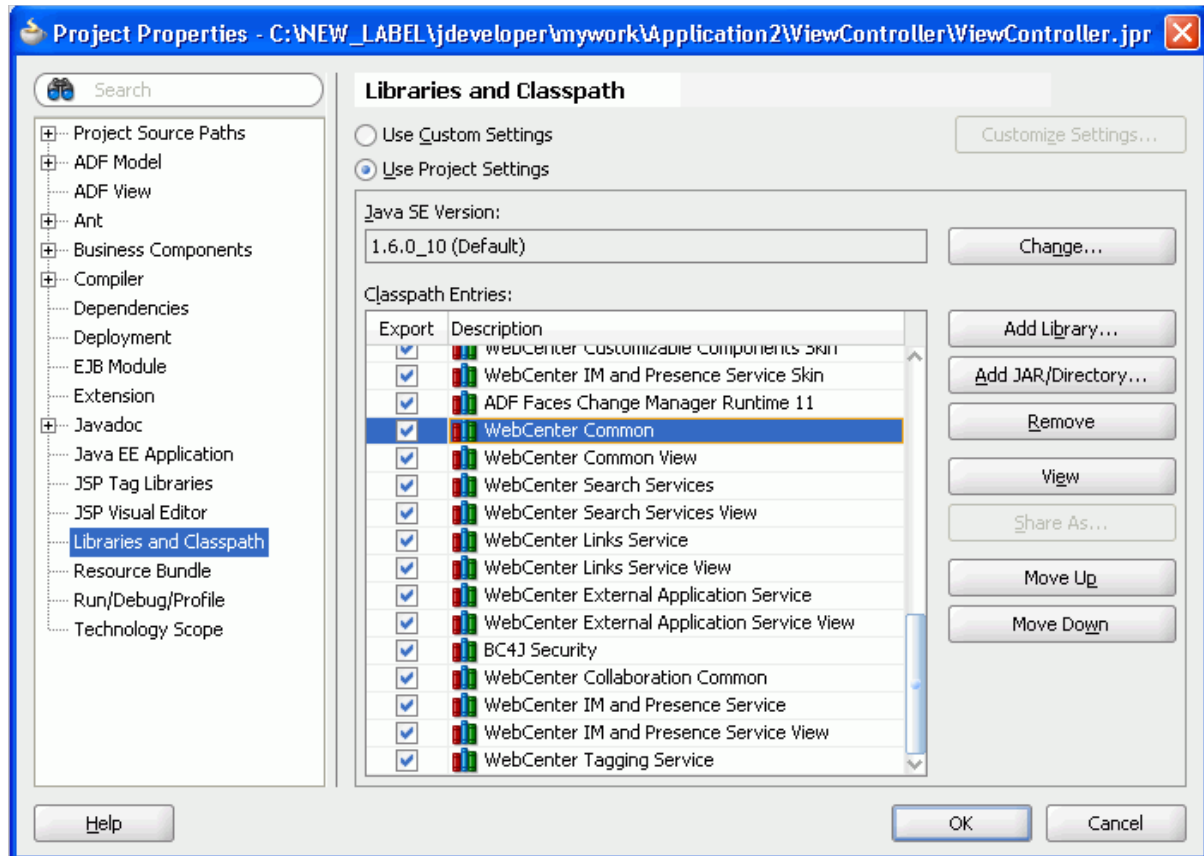 Project Properties - C:\NEW_LABEL\jdeveloper\mywork\Application2\ViewController\ViewController.jpr
Search
Project Source Paths
ADF Model
ADF View
Ant
Business Components
Compiler
Dependencies
Deployment
EJB Module
Extension
Javadoc
Java EE Application
JSP Tag Libraries
JSP Visual Editor
Libraries and Classpath
Resource Bundle
Run/Debug/Profile
Technology Scope
Libraries and Classpath
Use Custom Settings
Customize Settings...
Use Project Settings
Java SE Version:
1.6.0_10 (Default)
Change...
Classpath Entries:
Export Description
WebCenter Customizable Components Skin
WebCenter IM and Presence Service Skin
ADF Faces Change Manager Runtime 11
WebCenter Common
WebCenter Common View
WebCenter Search Services
WebCenter Search Services View
WebCenter Links Service
WebCenter Links Service View
WebCenter External Application Service
WebCenter External Application Service View
BC4J Security
WebCenter Collaboration Common
WebCenter IM and Presence Service
WebCenter IM and Presence Service View
WebCenter Tagging Service
Add Library...
Add JAR/Directory...
Remove
View
Share As...
Move Up
Move Down
Help
OK
Cancel